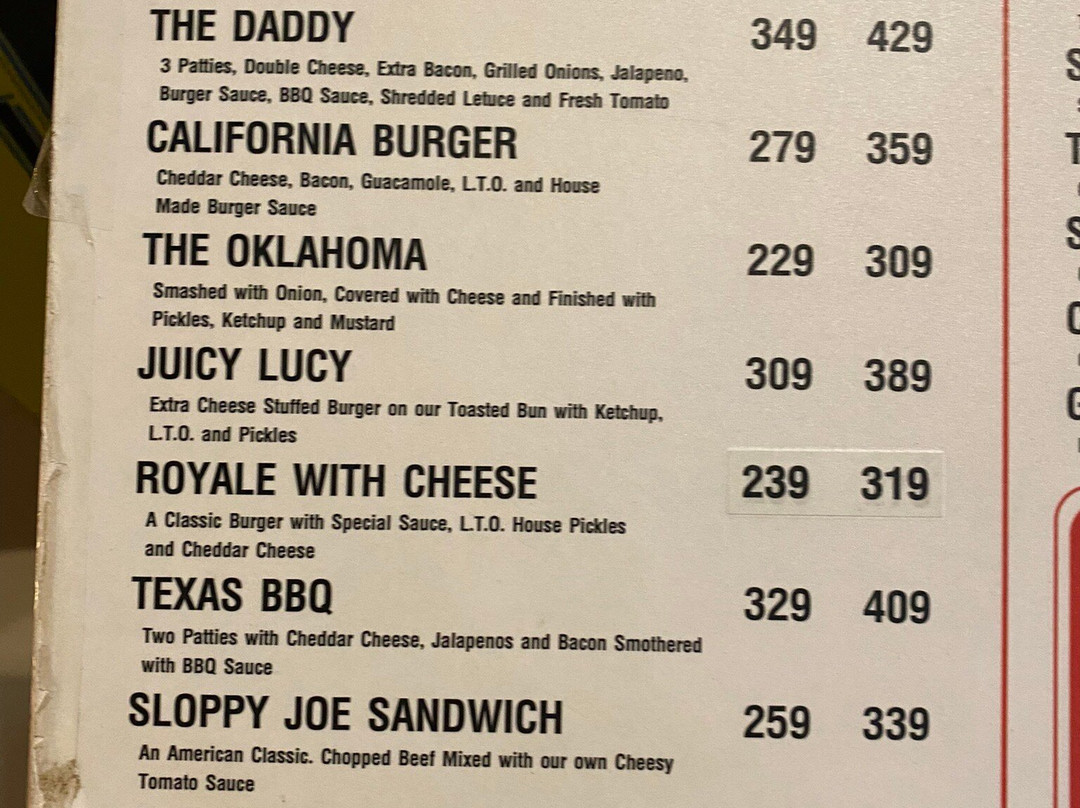 THE DADDY 349 429
3 Patties, Double Cheese, Extra Bacon, Grilled Onions, Jalapeno,
Burger Sauce, BBQ Sauce, Shredded Letuce and Fresh Tomato
CALIFORNIA BURGER 279 359
Cheddar Cheese, Bacon, Guacamole, L.T.O. and House
Made Burger Sauce
THE OKLAHOMA 229 309
Smashed with Onion, Covered with Cheese and Finished with
Pickles, Ketchup and Mustard
JUICY LUCY 309 389
Extra Cheese Stuffed Burger on our Toasted Bun with Ketchup,
L.T.O. and Pickles
ROYALE WITH CHEESE 239 319
A Classic Burger with Special Sauce, L.T.O. House Pickles
and Cheddar Cheese
TEXAS BBQ 329 409
Two Patties with Cheddar Cheese, Jalapenos and Bacon Smothered
with BBQ Sauce
SLOPPY JOE SANDWICH 259 339
An American Classic. Chopped Beef Mixed with our own Cheesy
Tomato Sauce